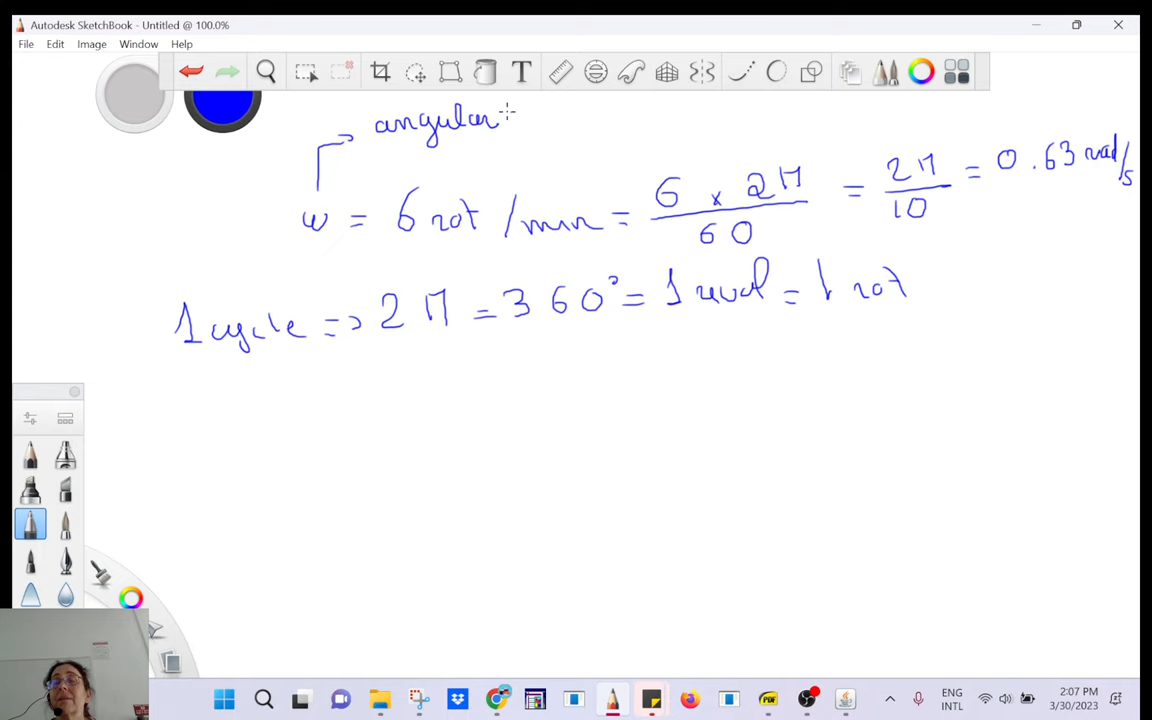 Autodesk SketchBook - Untitled @ 100.0%
File Edit Image Window Help
angular
ω = 6 rot /min = 6 x 2Π / 60 = 2Π / 10 = 0.63 rad/s
1 cycle => 2Π = 360° = 1 revol = 1 rot
ENG
INTL
2:07 PM
3/30/2023